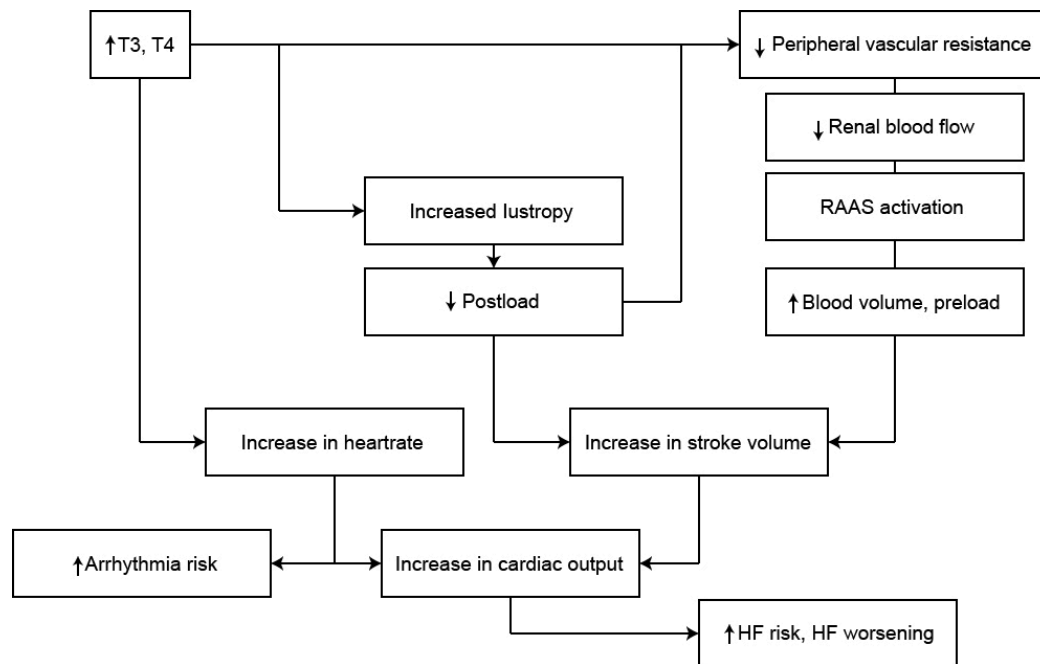 ↑T3, T4
↓ Peripheral vascular resistance
↓ Renal blood flow
Increased Iustropy
RAAS activation
↓ Postload
↑ Blood volume, preload
Increase in heartrate
Increase in stroke volume
↑Arrhythmia risk
Increase in cardiac output
↑HF risk, HF worsening